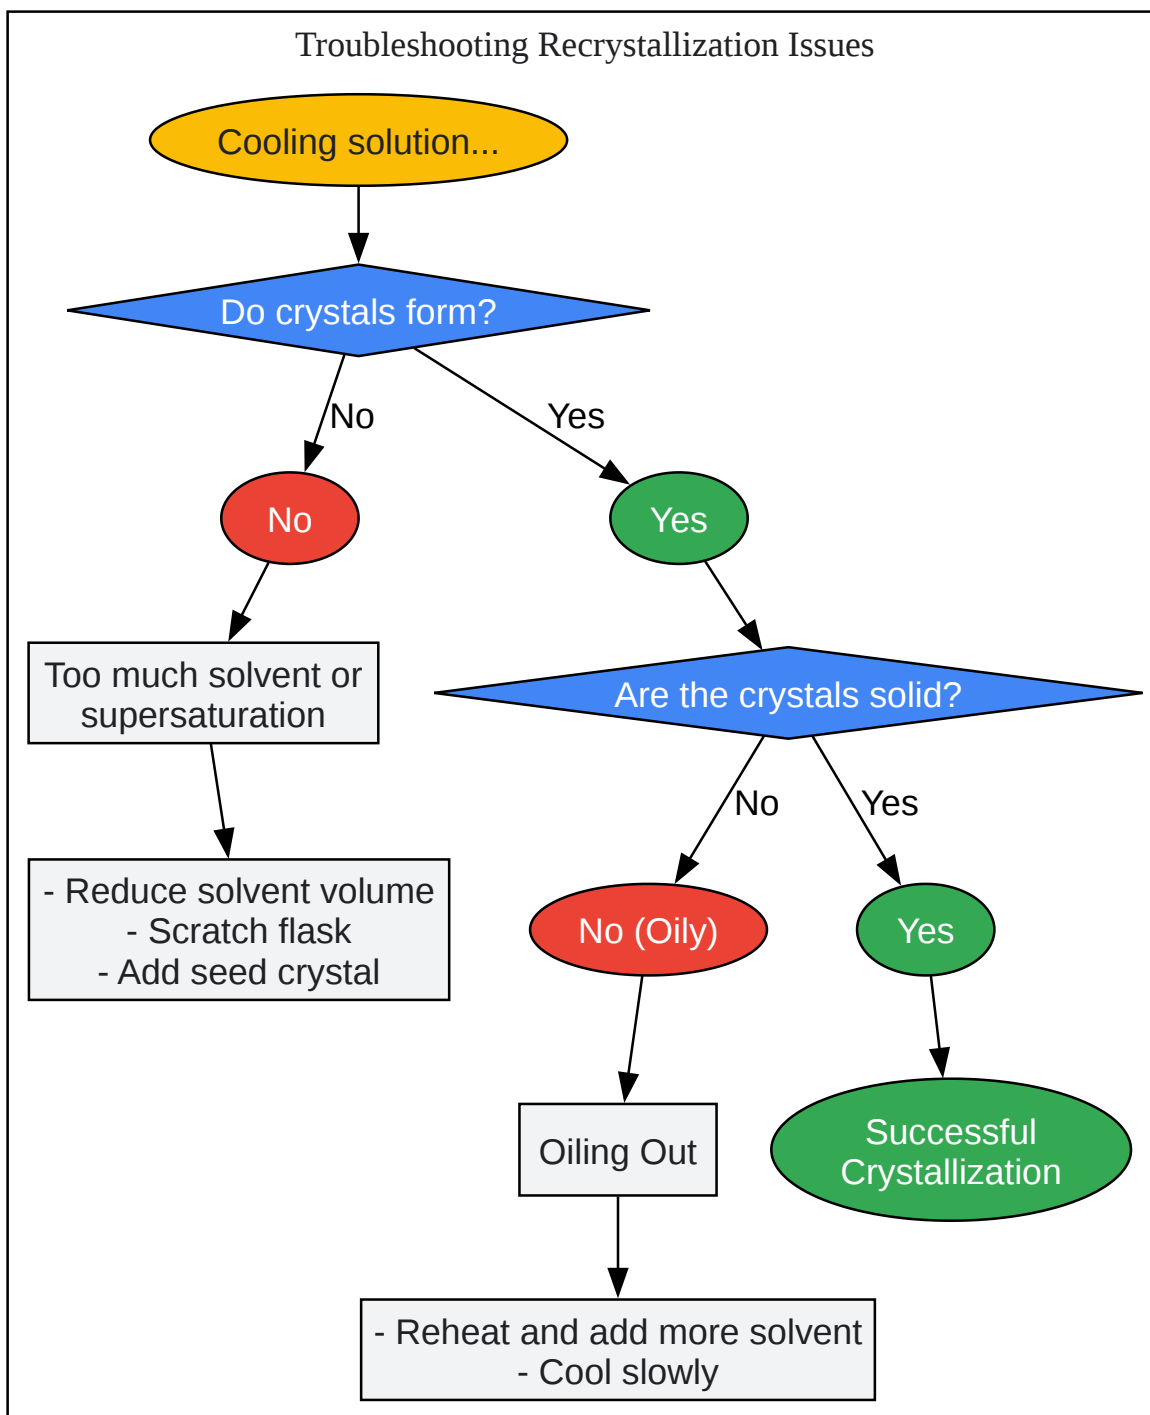 Troubleshooting Recrystallization Issues
Cooling solution...
Do crystals form?
No
Yes
No
Yes
Too much solvent or
supersaturation
Are the crystals solid?
No
Yes
- Reduce solvent volume
- Scratch flask
- Add seed crystal
No (Oily)
Yes
Oiling Out
Successful
Crystallization
- Reheat and add more solvent
- Cool slowly